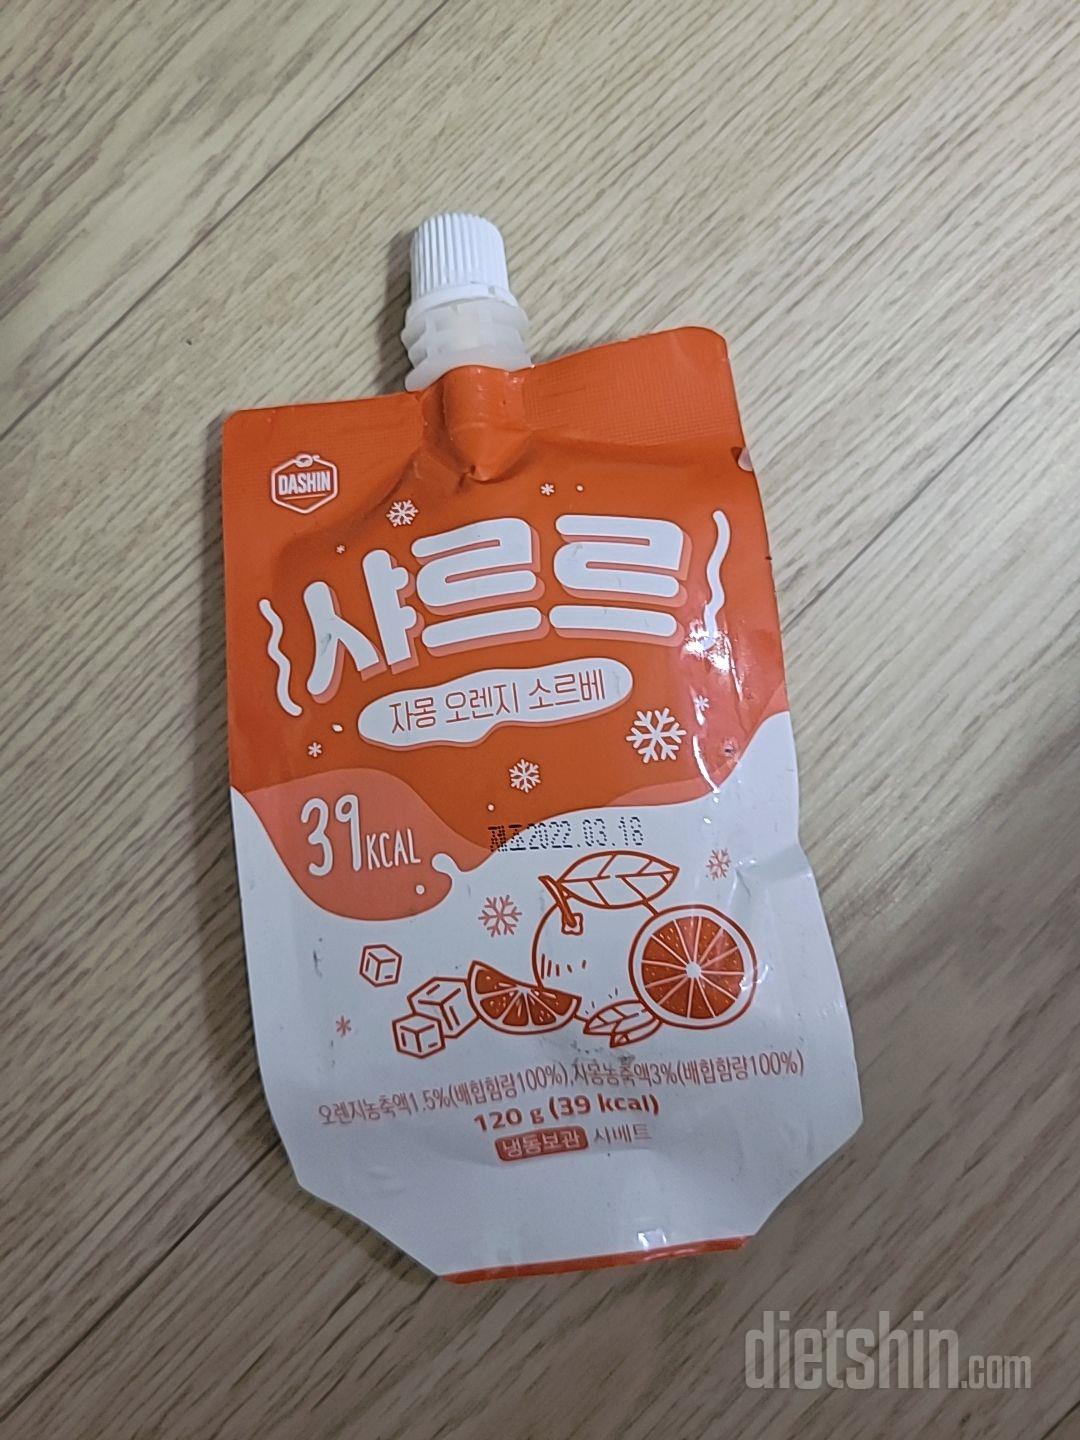 DASHIN
샤르르
자몽 오렌지 소르베
39KCAL
제조2022.03.18
오렌지농축액1.5%(배합함량100%),자몽농축액3%(배합함량100%)
120 g (39 kcal)
냉동보관 샤베트
dietshin.com